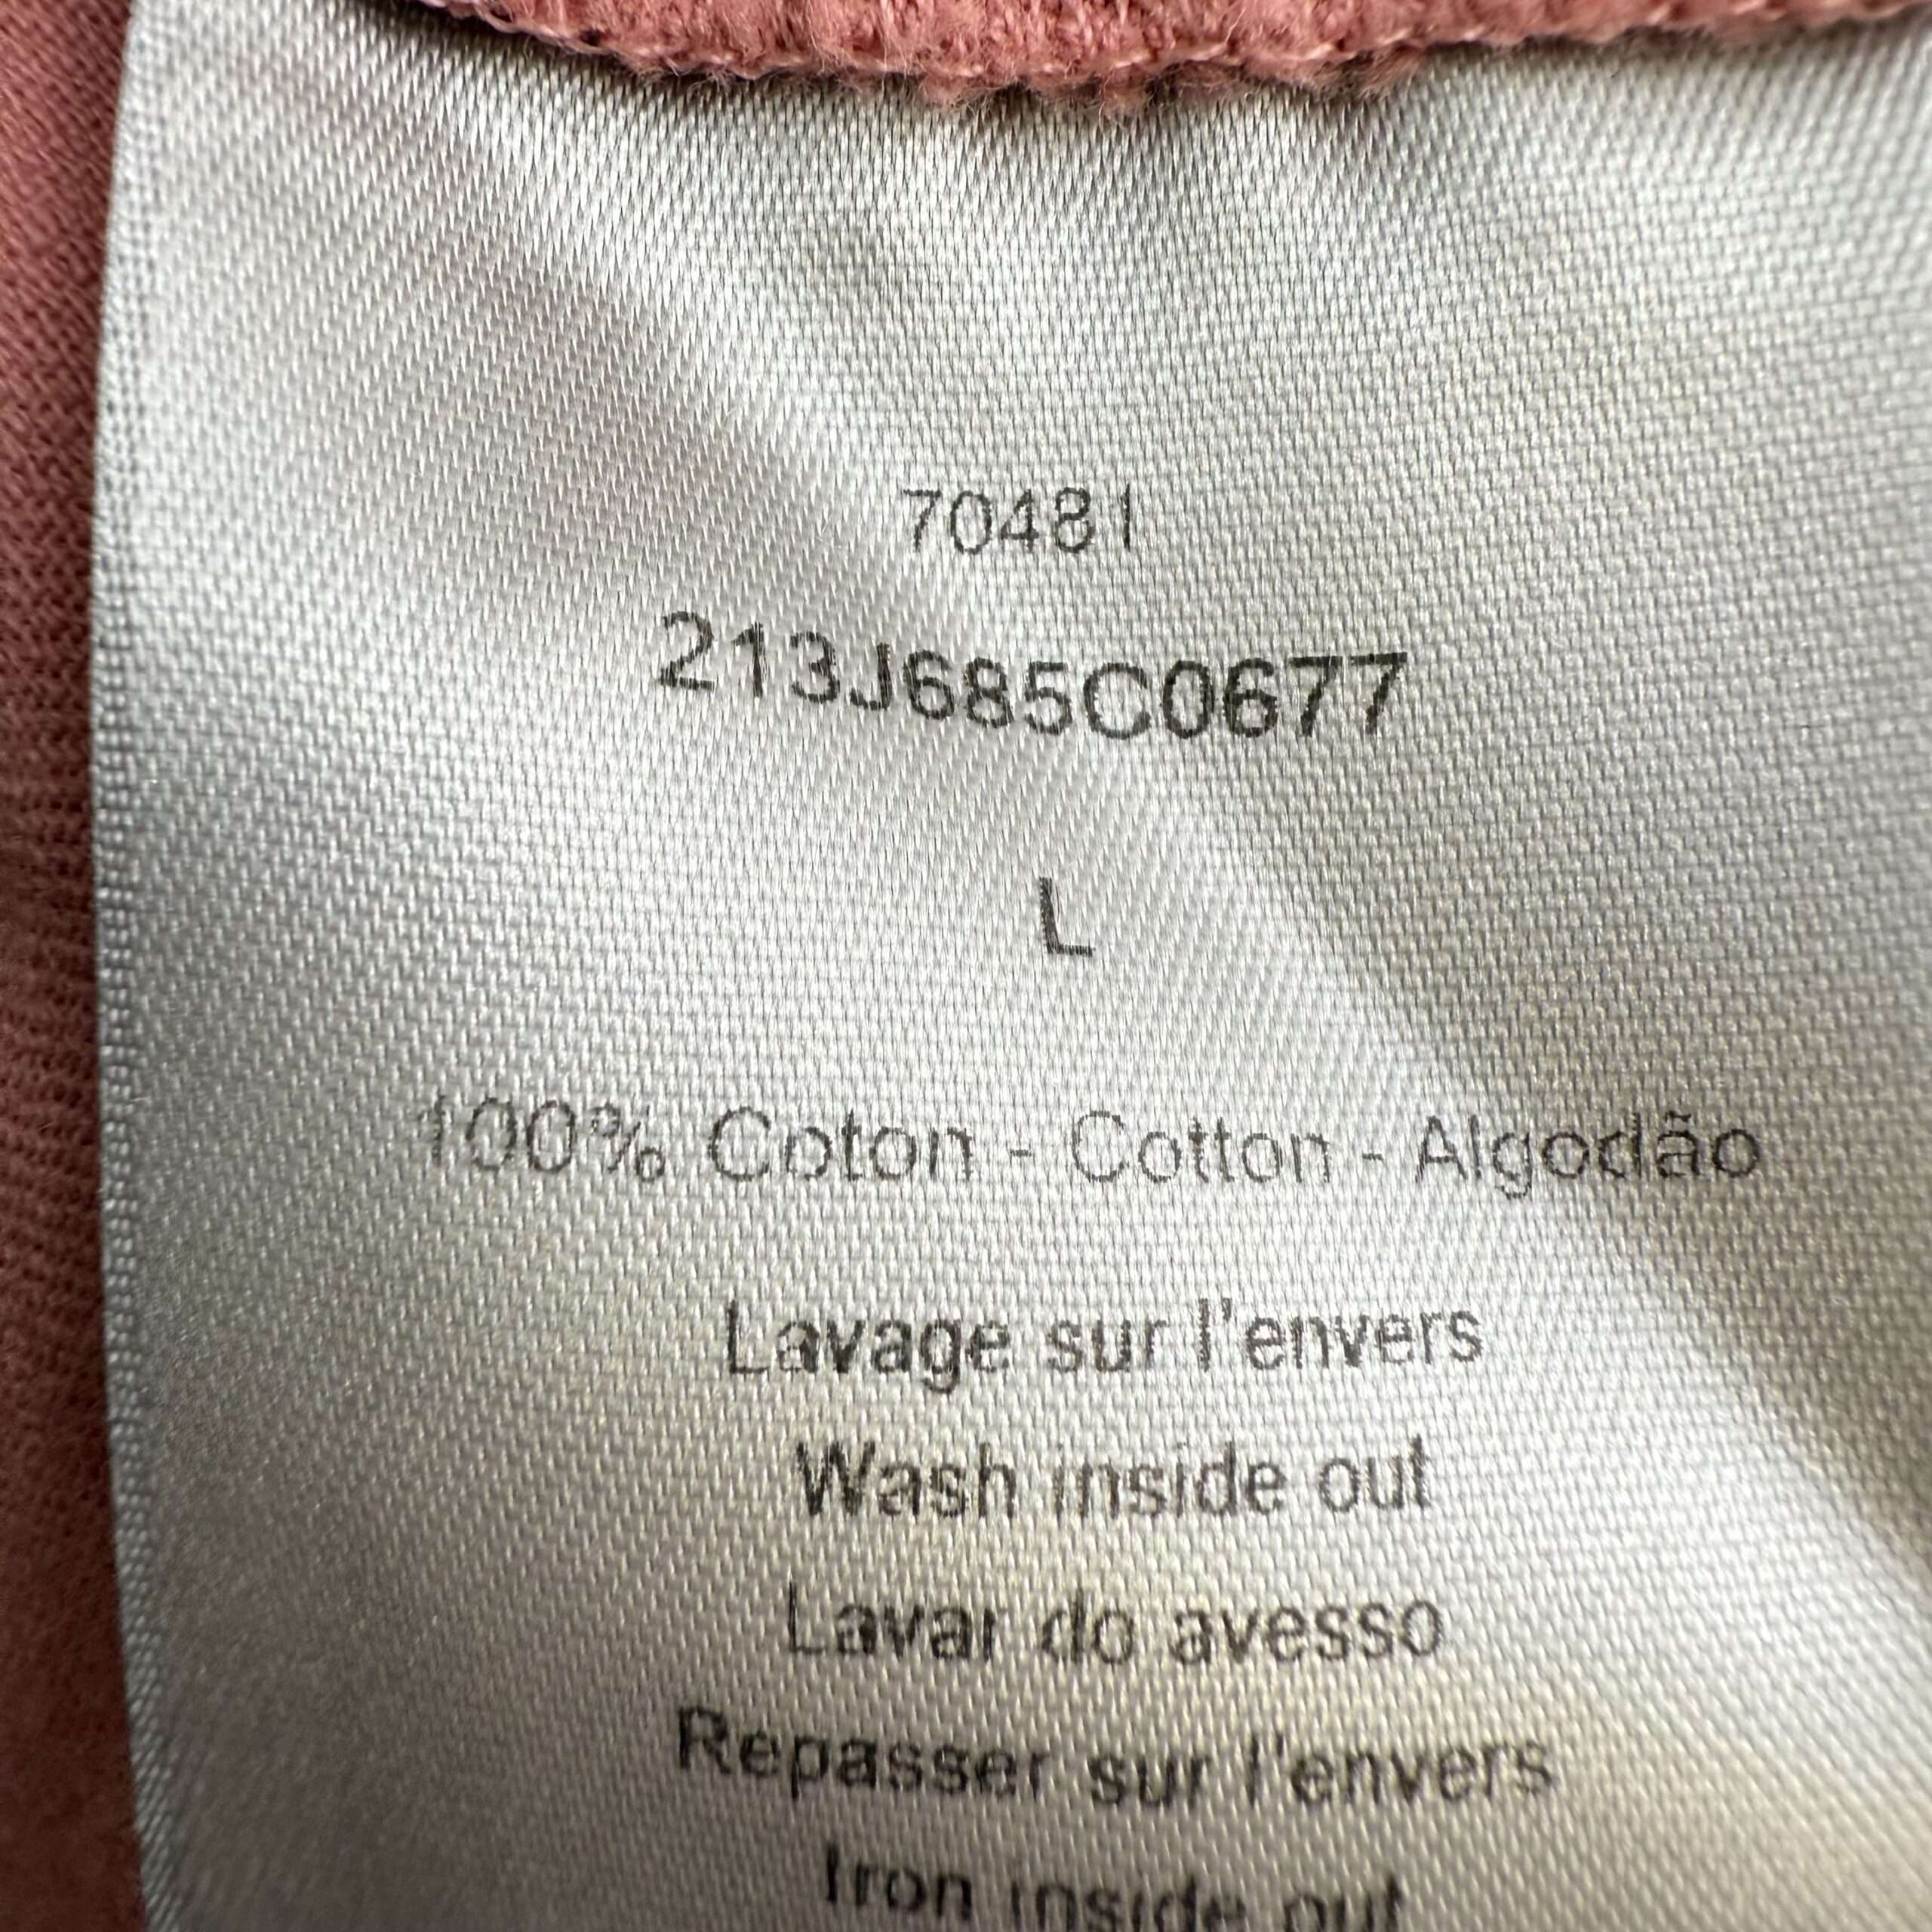 70481
213J685C0677
L
100% Coton - Cotton - Algodão
Lavage sur l'envers
Wash inside out
Lavar do avesso
Repasser sur l'envers
Iron inside out